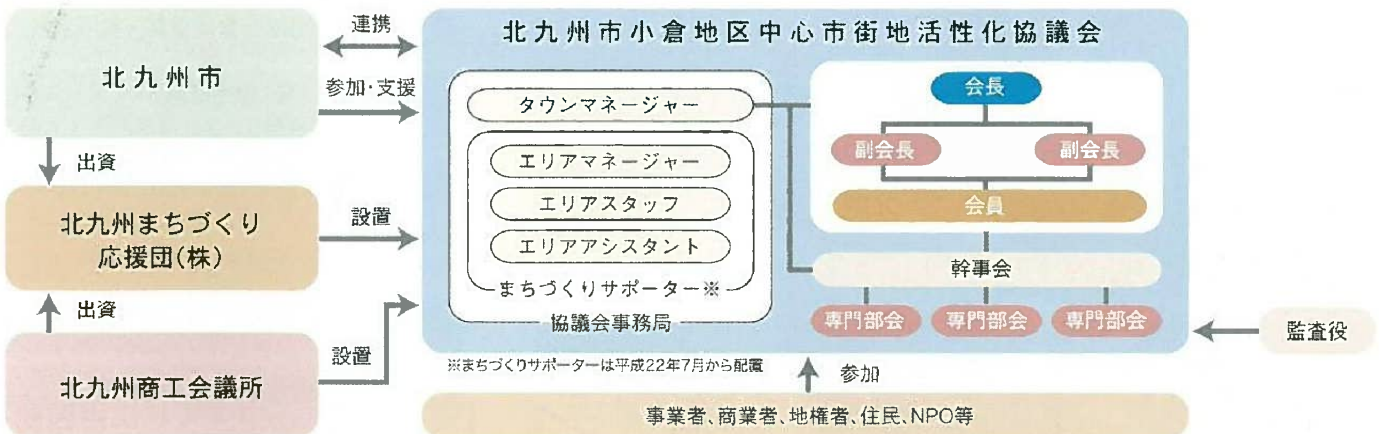 北九州市
連携
参加・支援
出資
北九州まちづくり
応援団(株)
設置
出資
北九州商工会議所
設置
北九州市小倉地区中心市街地活性化協議会
タウンマネージャー
エリアマネージャー
エリアスタッフ
エリアアシスタント
まちづくりサポーター※
協議会事務局
※まちづくりサポーターは平成22年7月から配置
会長
副会長
副会長
会員
幹事会
専門部会
専門部会
専門部会
監査役
参加
事業者、商業者、地権者、住民、NPO等